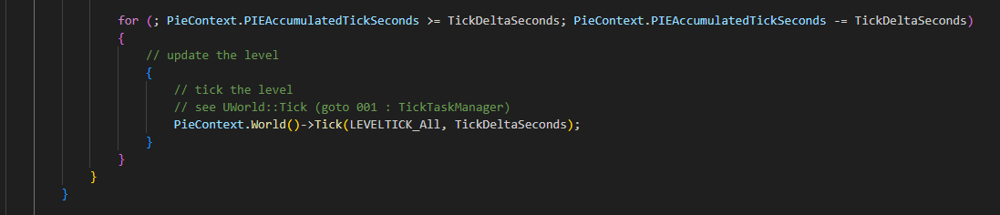 for (; PieContext.PIEAccumulatedTickSeconds >= TickDeltaSeconds; PieContext.PIEAccumulatedTickSeconds -= TickDeltaSeconds)
{
// update the level
{
// tick the level
// see UWorld::Tick (goto 001 : TickTaskManager)
PieContext.World()->Tick(LEVELTICK_All, TickDeltaSeconds);
}
}
}
}